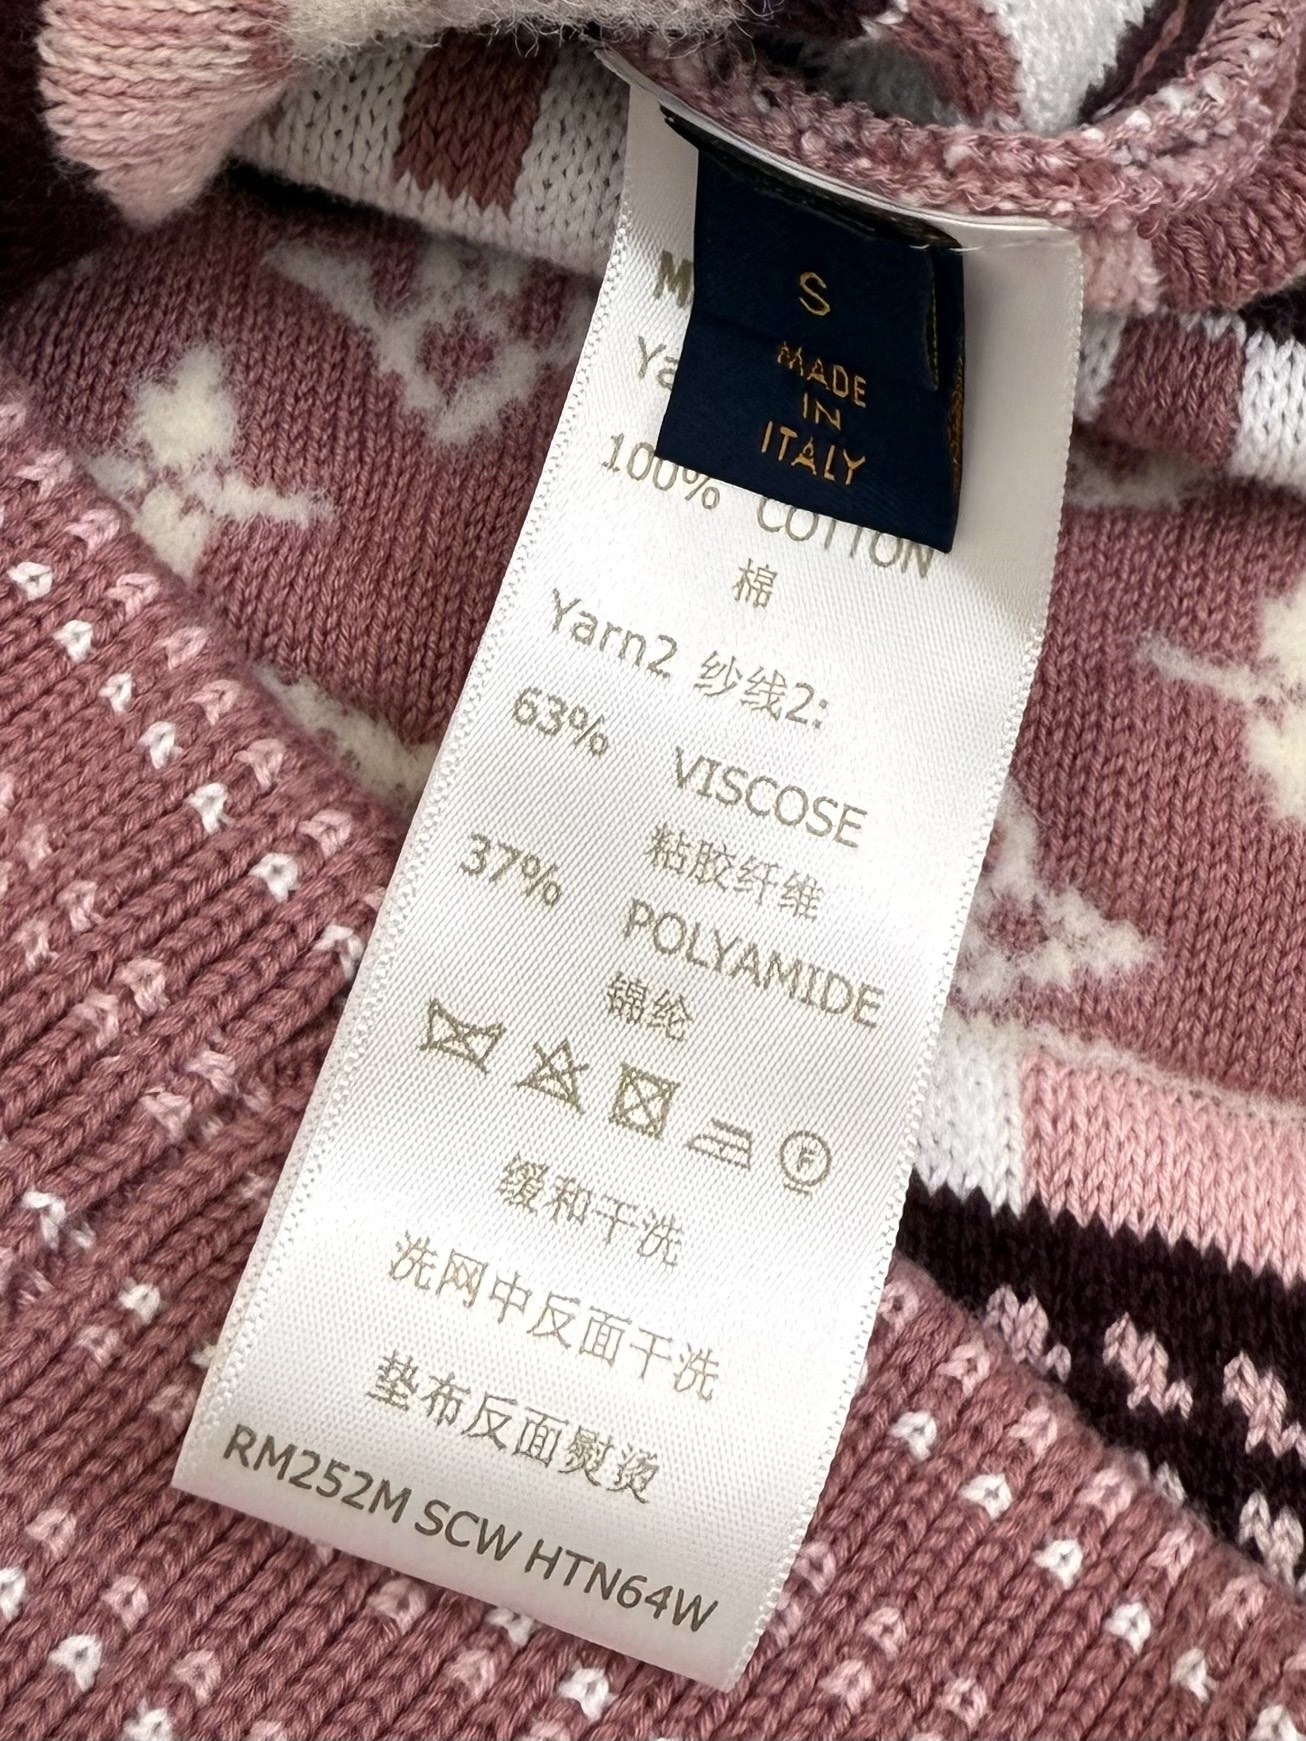 S
MADE
IN
ITALY
100% COTTON
棉
Yarn2 纱线2:
63% VISCOSE
粘胶纤维
37% POLYAMIDE
锦纶
F
缓和干洗
洗网中反面干洗
垫布反面熨烫
RM252M SCW HTN64W